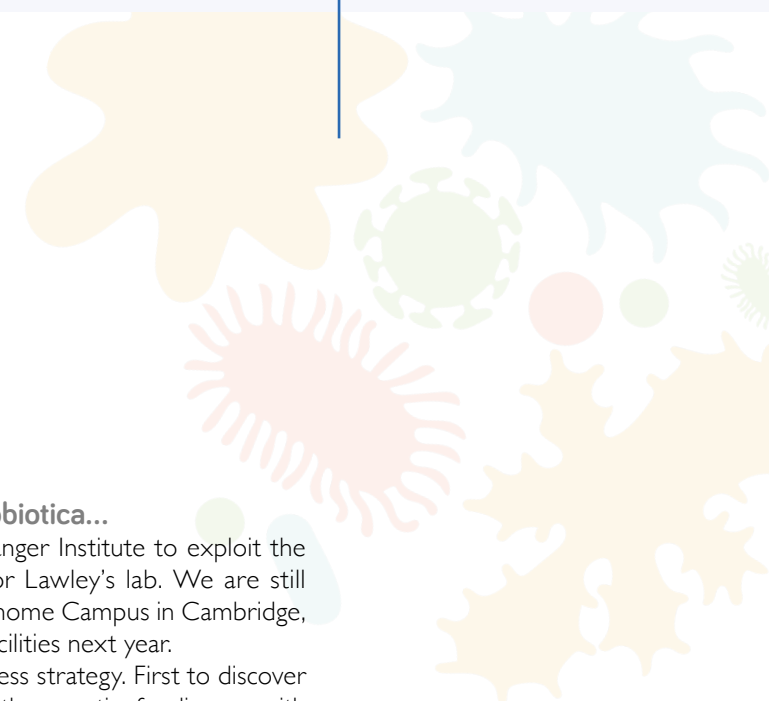 obiotica...
anger Institute to exploit the
or Lawley's lab. We are still
nome Campus in Cambridge,
cilities next year.
ess strategy. First to discover